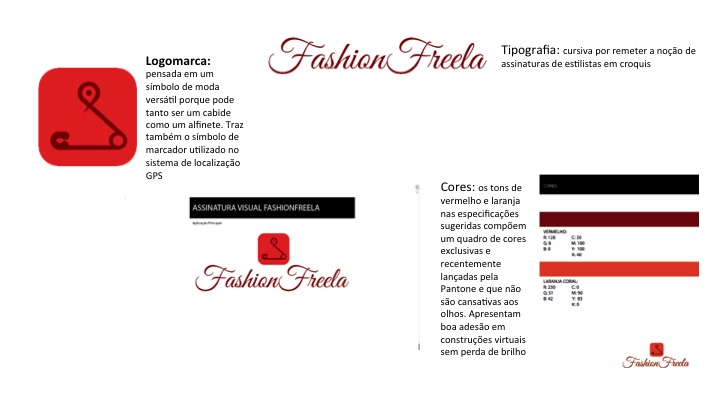 Logomarca:
pensada em um
símbolo de moda
versátil porque pode
tanto ser um cabide
como um alfinete. Traz
também o símbolo de
marcador utilizado no
sistema de localização
GPS
FashionFreela
Tipografia: cursiva por remeter a noção de
assinaturas de estilistas em croquis
ASSINATURA VISUAL FASHIONFREELA
Aplicação Principal
FashionFreela
Cores: os tons de
vermelho e laranja
nas especificações
sugeridas compõem
um quadro de cores
exclusivas e
recentemente
lançadas pela
Pantone e que não
são cansativas aos
olhos. Apresentam
boa adesão em
construções virtuais
sem perda de brilho
CORES
VERMELHO:
R: 128 C: 30
G: 8 M: 100
B: 8 Y: 100
K: 40
LARANJA CORAL:
R: 230 C: 0
G: 51 M: 90
B: 42 Y: 85
K: 0
FashionFreela